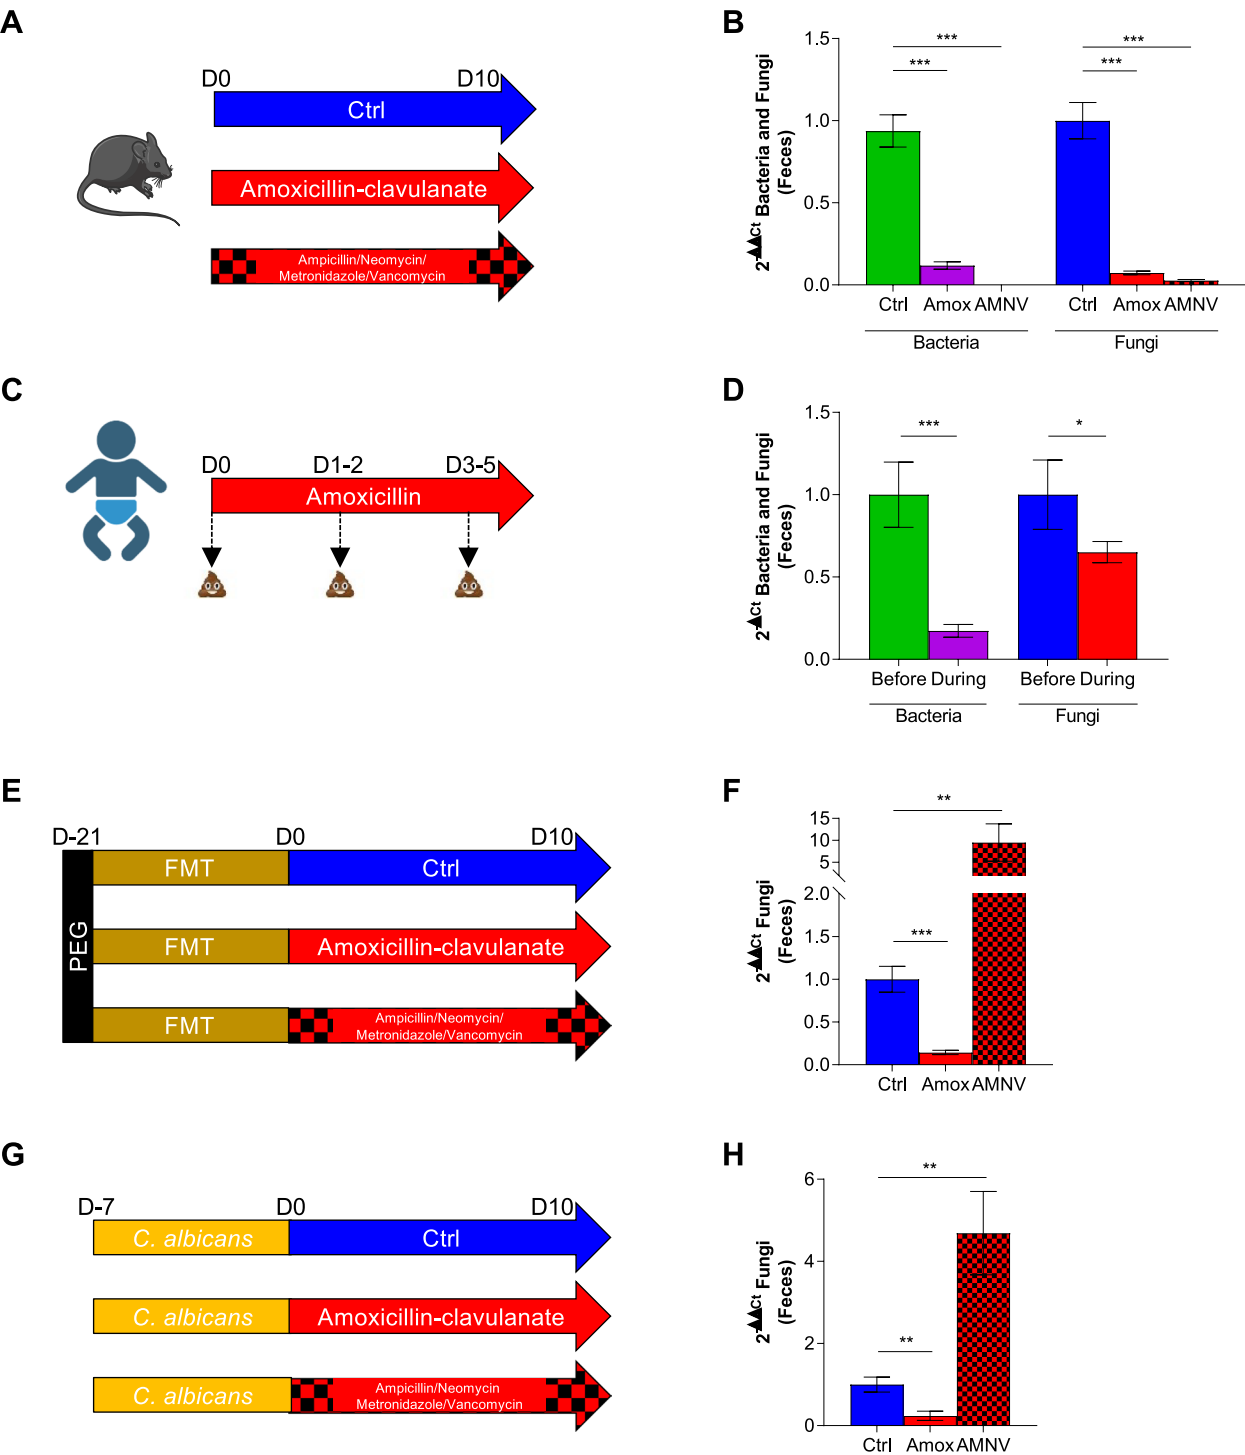 A
D0
D10
Ctrl
Amoxicillin-clavulanate
Ampicillin/Neomycin/
Metronidazole/Vancomycin
B
2-▲▲Ct Bacteria and Fungi
(Feces)
1.5
1.0
0.5
0.0
***
***
***
***
Ctrl Amox AMNV
Ctrl Amox AMNV
Bacteria
Fungi
C
D0
D1-2
D3-5
Amoxicillin
D
2-▲Ct Bacteria and Fungi
(Feces)
1.5
1.0
0.5
0.0
***
*
Before During
Before During
Bacteria
Fungi
E
D-21
D0
D10
PEG
FMT
Ctrl
FMT
Amoxicillin-clavulanate
FMT
Ampicillin/Neomycin/
Metronidazole/Vancomycin
F
2-▲▲Ct Fungi
(Feces)
15
10
5
2.0
1.5
1.0
0.5
0.0
**
***
Ctrl Amox AMNV
G
D-7
D0
D10
C. albicans
Ctrl
C. albicans
Amoxicillin-clavulanate
C. albicans
Ampicillin/Neomycin
Metronidazole/Vancomycin
H
2-▲▲Ct Fungi
(Feces)
6
4
2
0
**
**
Ctrl Amox AMNV